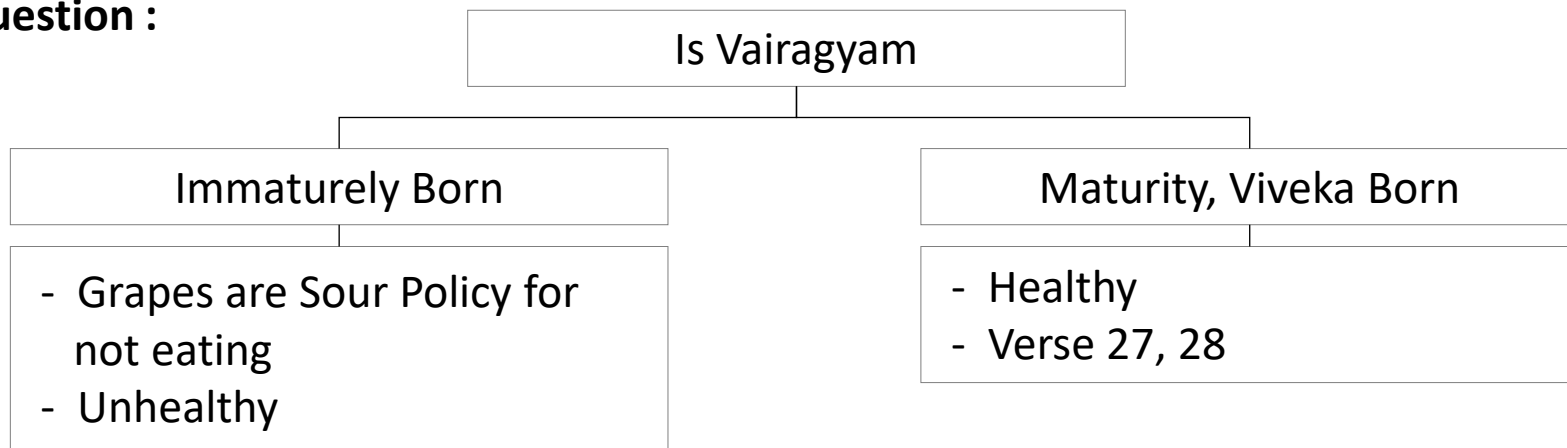 uestion :
Is Vairagyam
Immaturely Born
Maturity, Viveka Born
- Grapes are Sour Policy for
not eating
- Unhealthy
- Healthy
- Verse 27, 28